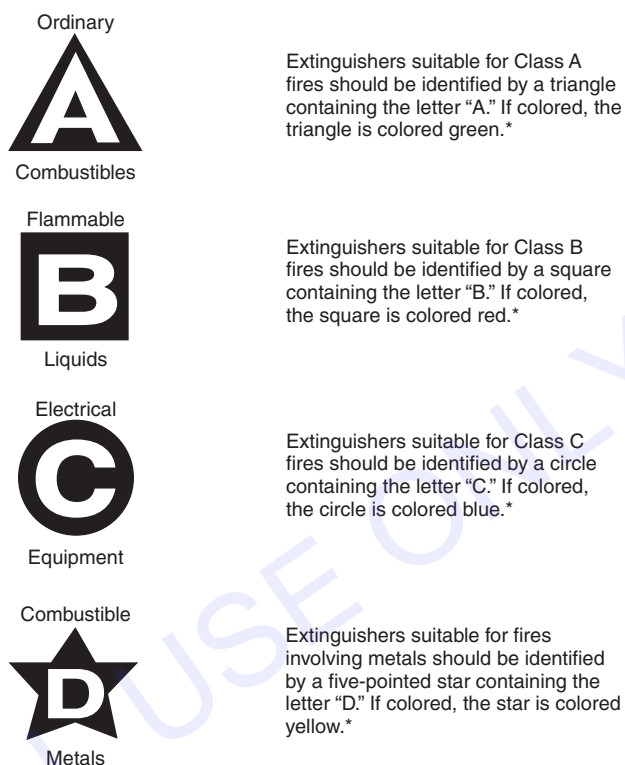 Ordinary
A
Combustibles
Extinguishers suitable for Class A
fires should be identified by a triangle
containing the letter “A.” If colored, the
triangle is colored green.*
Flammable
B
Liquids
Extinguishers suitable for Class B
fires should be identified by a square
containing the letter “B.” If colored,
the square is colored red.*
Electrical
C
Equipment
Extinguishers suitable for Class C
fires should be identified by a circle
containing the letter “C.” If colored,
the circle is colored blue.*
Combustible
D
Metals
Extinguishers suitable for fires
involving metals should be identified
by a five-pointed star containing the
letter “D.” If colored, the star is colored
yellow.*
USE ONLY